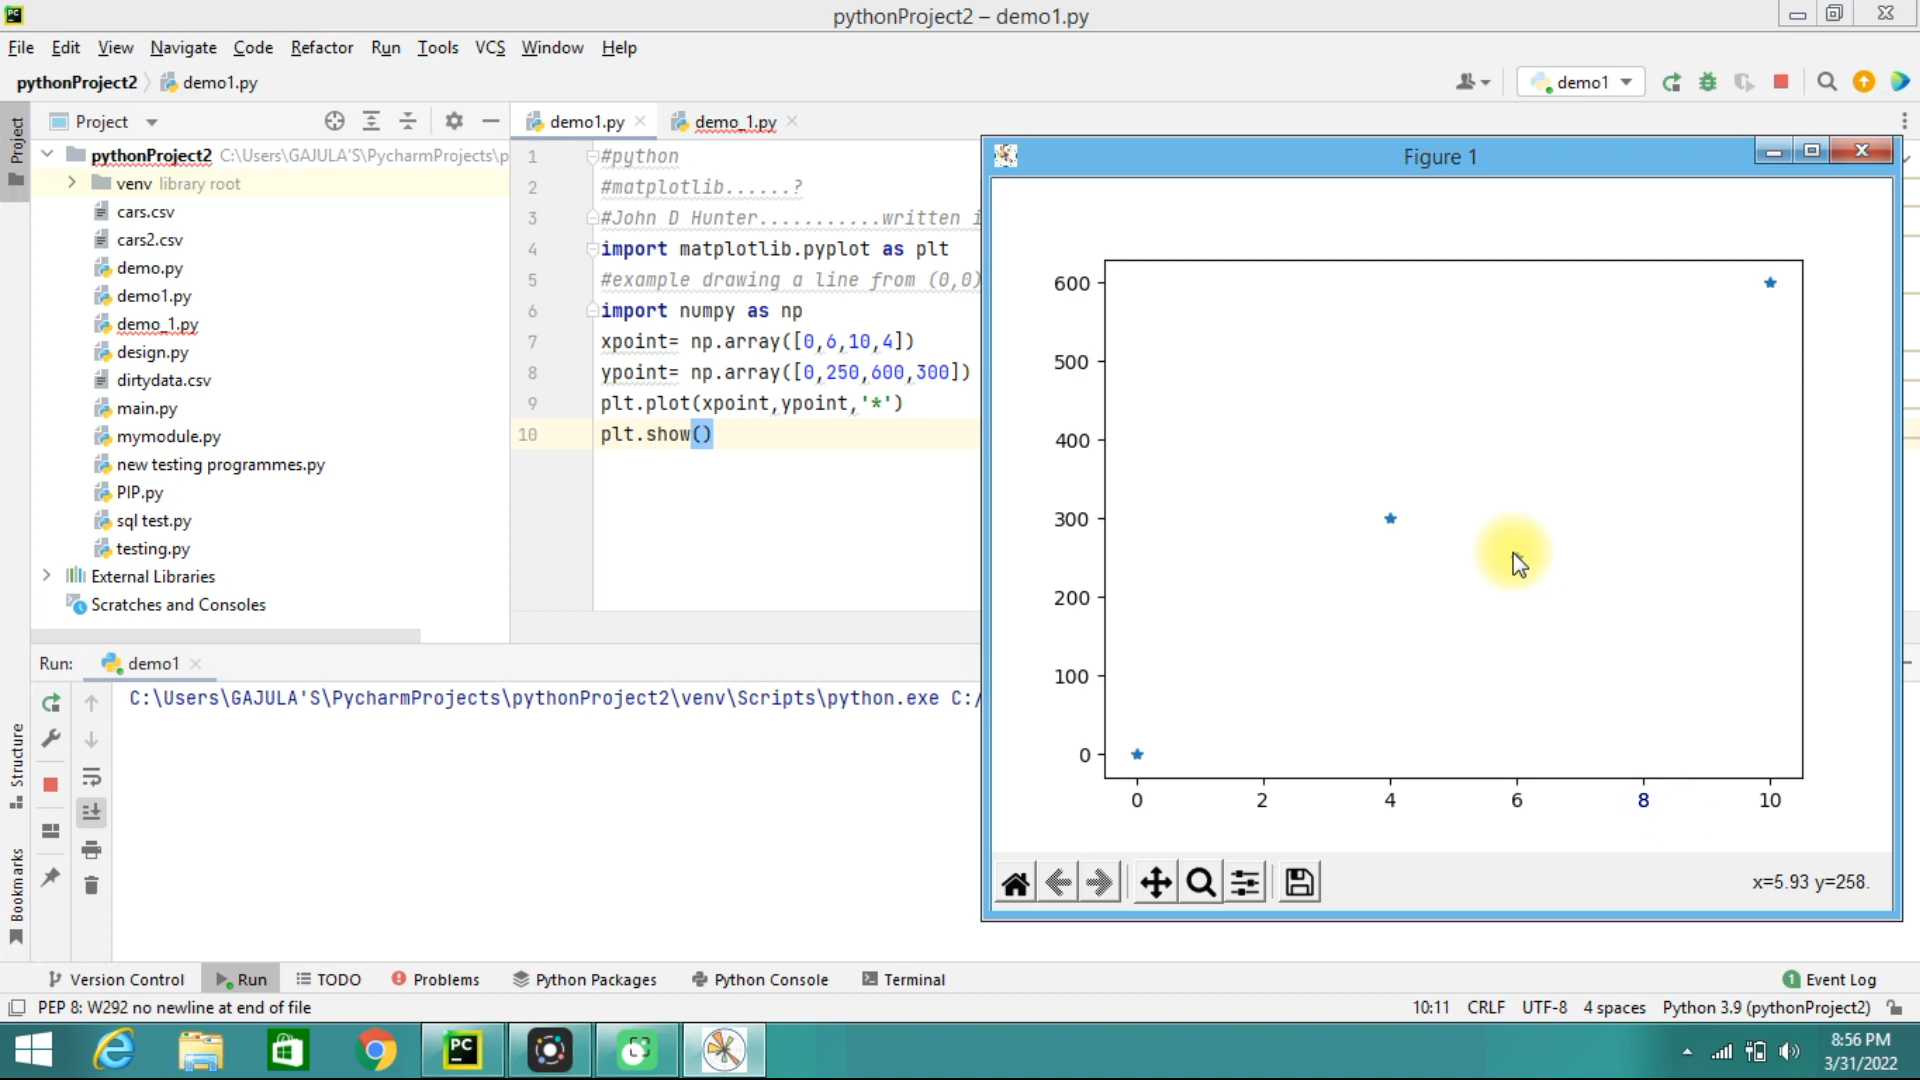 pythonProject2 – demo1.py
File Edit View Navigate Code Refactor Run Tools VCS Window Help
pythonProject2 demo1.py
demo1
Project
Project
demo1.py
demo_1.py
pythonProject2 C:\Users\GAJULA'S\PycharmProjects\p
venv library root
cars.csv
cars2.csv
demo.py
demo1.py
demo_1.py
design.py
dirtydata.csv
main.py
mymodule.py
new testing programmes.py
PIP.py
sql test.py
testing.py
External Libraries
Scratches and Consoles
1 #python
2 #matplotlib......?
3 #John D Hunter...........written i
4 import matplotlib.pyplot as plt
5 #example drawing a line from (0,0)
6 import numpy as np
7 xpoint= np.array([0,6,10,4])
8 ypoint= np.array([0,250,600,300])
9 plt.plot(xpoint,ypoint,'*')
10 plt.show()
Figure 1
600
500
400
300
200
100
0
0 2 4 6 8 10
x=5.93 y=258.
Run: demo1
C:\Users\GAJULA'S\PycharmProjects\pythonProject2\venv\Scripts\python.exe C:/
Structure
Bookmarks
Version Control Run TODO Problems Python Packages Python Console Terminal
1 Event Log
PEP 8: W292 no newline at end of file
10:11 CRLF UTF-8 4 spaces Python 3.9 (pythonProject2)
PC
PC
8:56 PM
3/31/2022